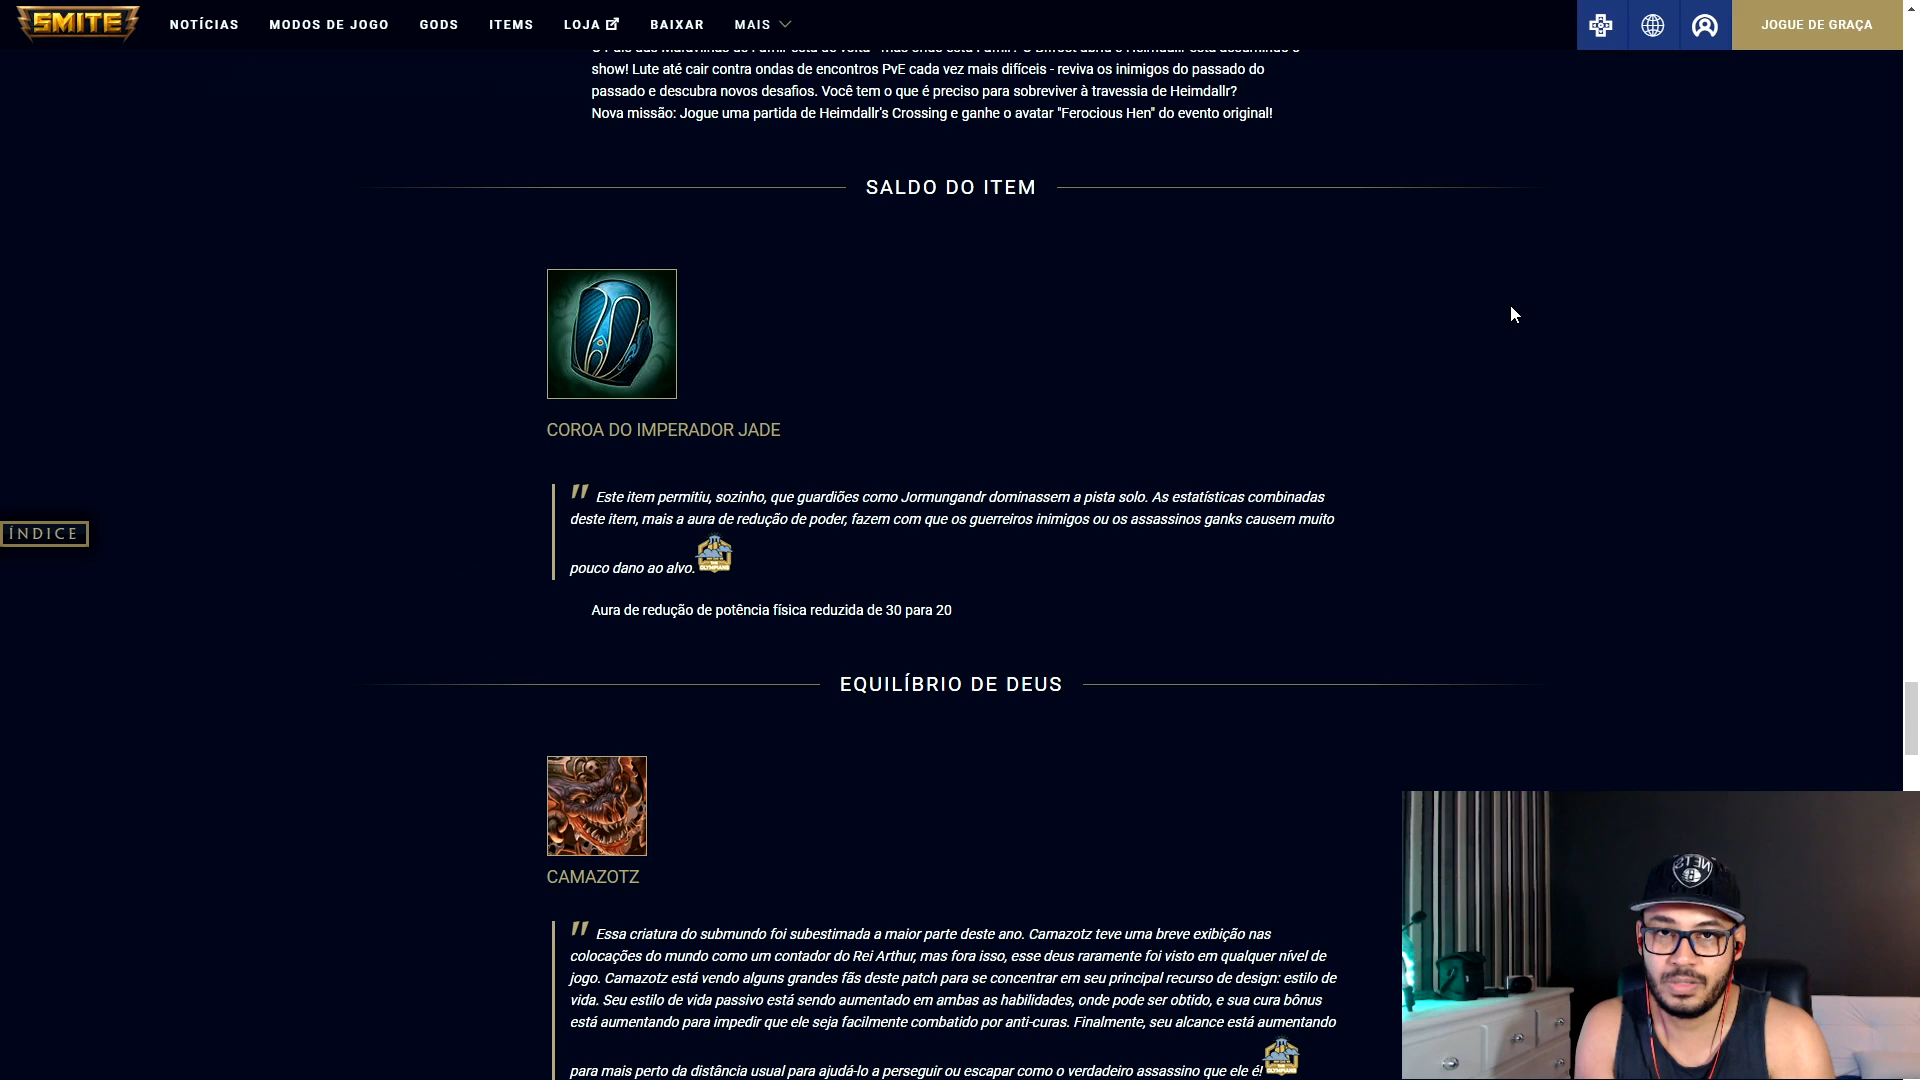 SMITE
NOTÍCIAS
MODOS DE JOGO
GODS
ITEMS
LOJA
BAIXAR
MAIS
JOGUE DE GRAÇA
show! Lute até cair contra ondas de encontros PvE cada vez mais difíceis - reviva os inimigos do passado do
passado e descubra novos desafios. Você tem o que é preciso para sobreviver à travessia de Heimdallr?
Nova missão: Jogue uma partida de Heimdallr's Crossing e ganhe o avatar "Ferocious Hen" do evento original!
SALDO DO ITEM
COROA DO IMPERADOR JADE
" Este item permitiu, sozinho, que guardiões como Jormungandr dominassem a pista solo. As estatísticas combinadas
deste item, mais a aura de redução de poder, fazem com que os guerreiros inimigos ou os assassinos ganks causem muito
pouco dano ao alvo.
Aura de redução de potência física reduzida de 30 para 20
ÍNDICE
EQUILÍBRIO DE DEUS
CAMAZOTZ
" Essa criatura do submundo foi subestimada a maior parte deste ano. Camazotz teve uma breve exibição nas
colocações do mundo como um contador do Rei Arthur, mas fora isso, esse deus raramente foi visto em qualquer nível de
jogo. Camazotz está vendo alguns grandes fãs deste patch para se concentrar em seu principal recurso de design: estilo de
vida. Seu estilo de vida passivo está sendo aumentado em ambas as habilidades, onde pode ser obtido, e sua cura bônus
está aumentando para impedir que ele seja facilmente combatido por anti-curas. Finalmente, seu alcance está aumentando
para mais perto da distância usual para ajudá-lo a perseguir ou escapar como o verdadeiro assassino que ele é!
NETS
B